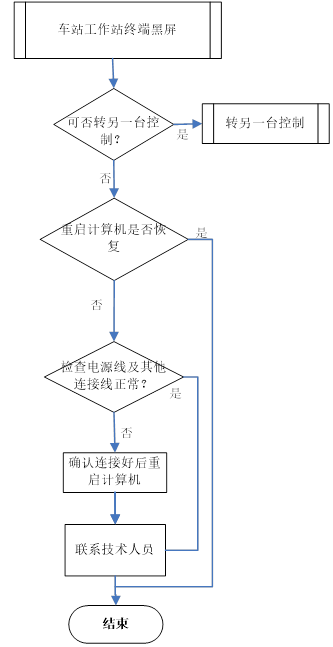 车站工作站终端黑屏
可否转另一台控
制？
是
转另一台控制
否
重启计算机是否恢
复
是
否
检查电源线及其他
连接线正常？
是
否
确认连接好后重
启计算机
联系技术人员
结束